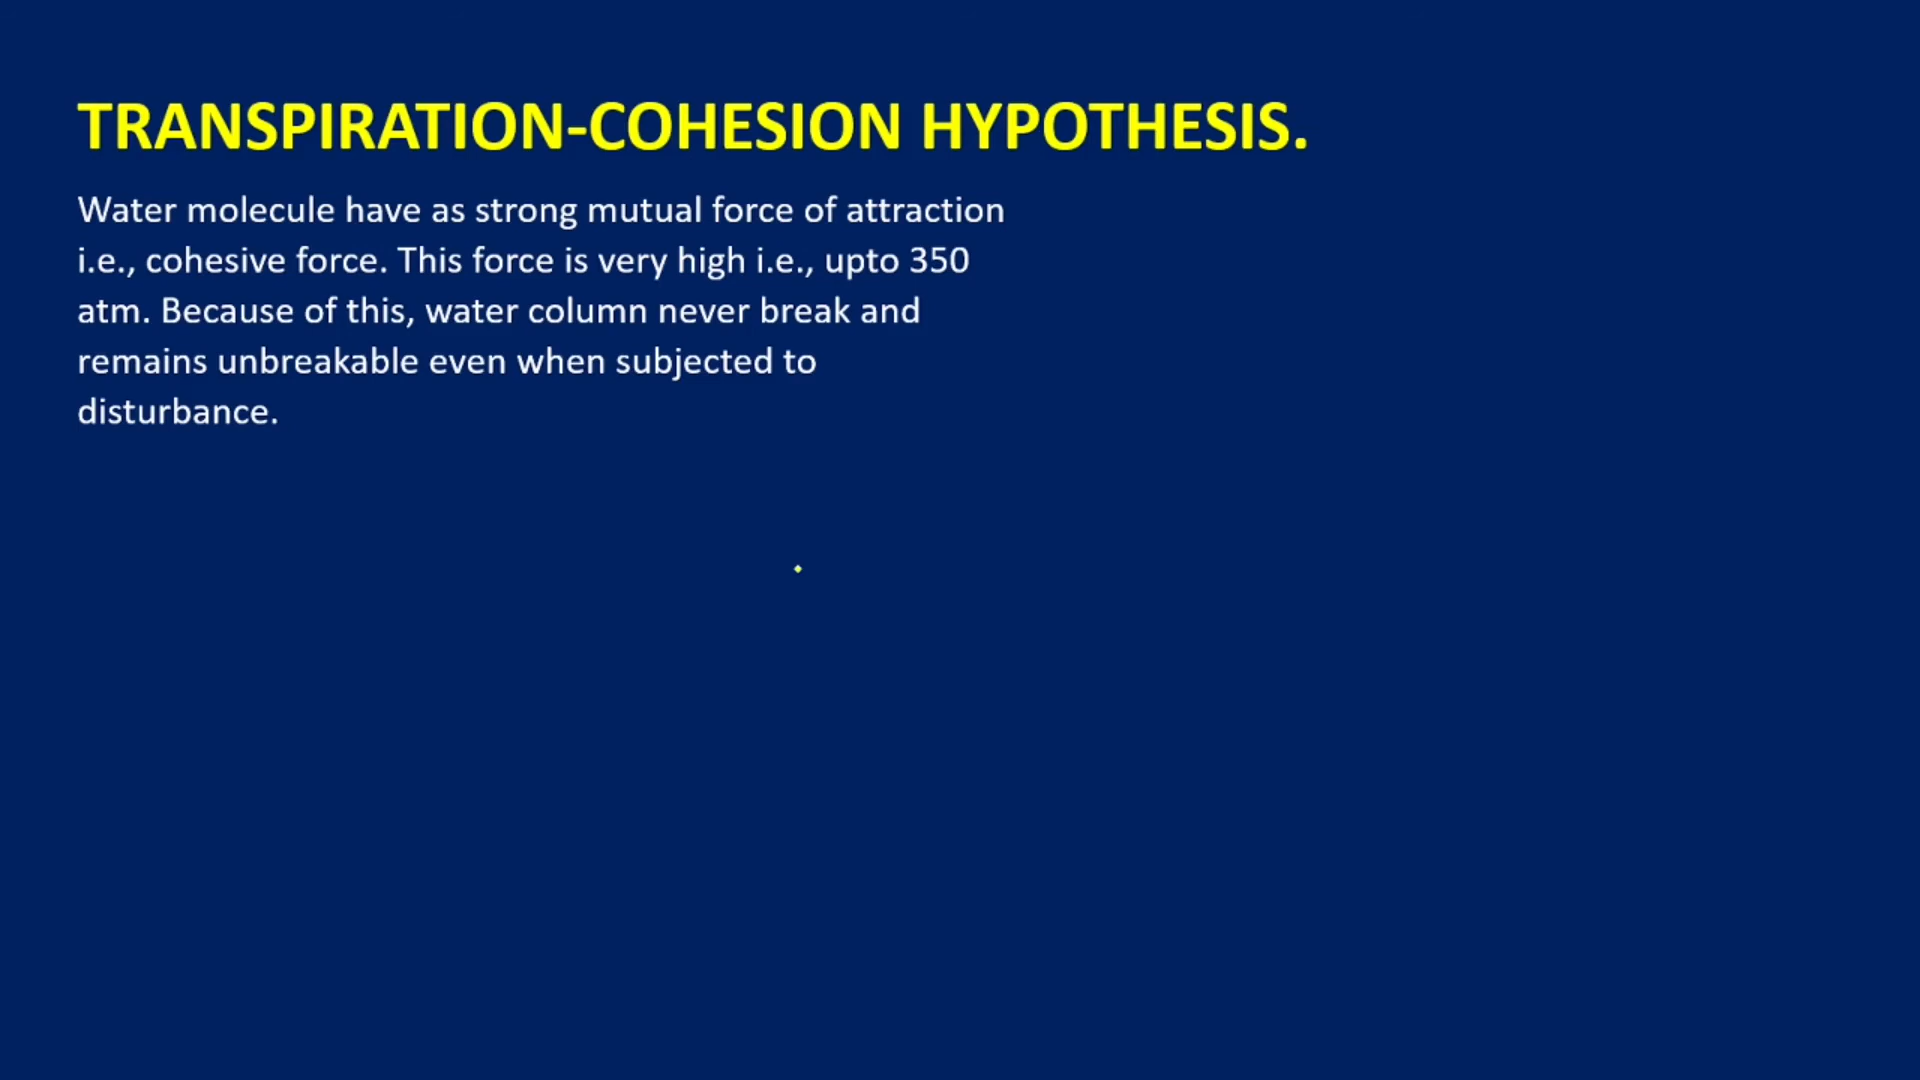 TRANSPIRATION-COHESION HYPOTHESIS.
Water molecule have as strong mutual force of attraction
i.e., cohesive force. This force is very high i.e., upto 350
atm. Because of this, water column never break and
remains unbreakable even when subjected to
disturbance.